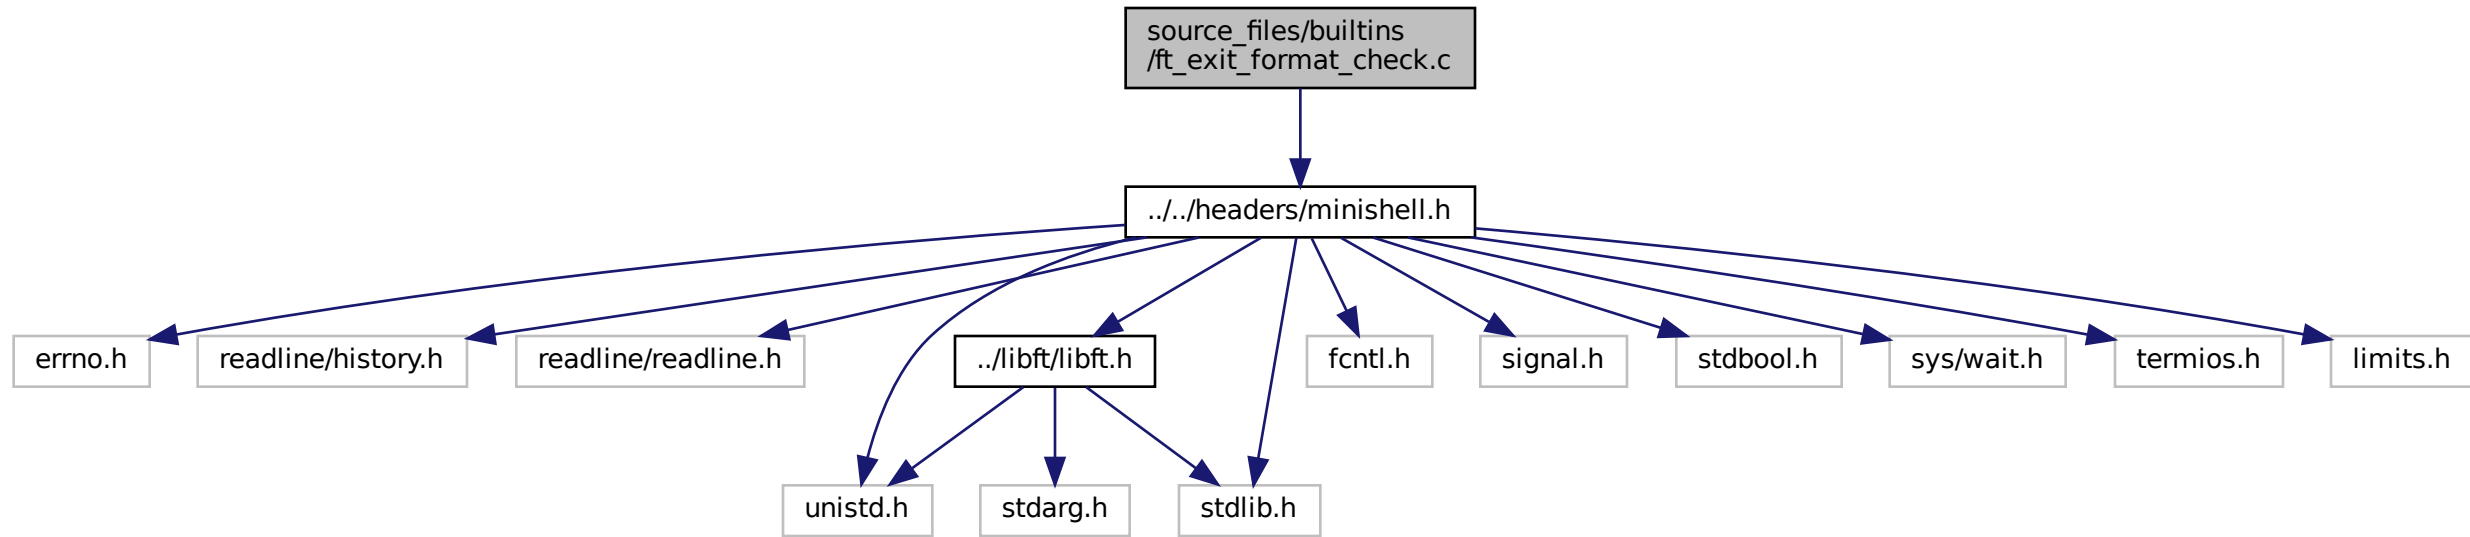 source_files/builtins
/ft_exit_format_check.c
../../headers/minishell.h
errno.h
readline/history.h
readline/readline.h
../libft/libft.h
fcntl.h
signal.h
stdbool.h
sys/wait.h
termios.h
limits.h
unistd.h
stdarg.h
stdlib.h